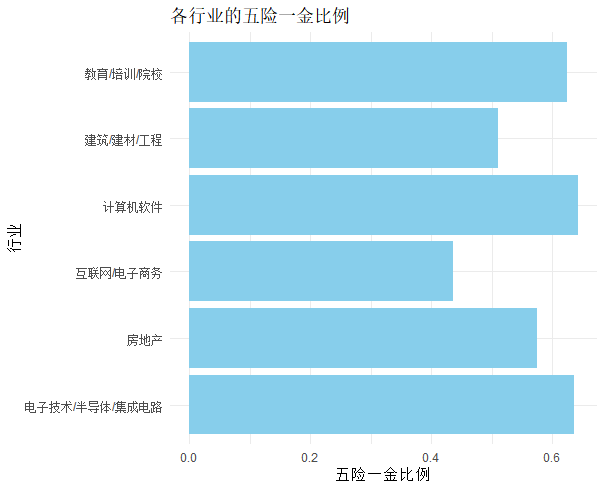 各行业的五险一金比例
行业
教育/培训/院校
建筑/建材/工程
计算机软件
互联网/电子商务
房地产
电子技术/半导体/集成电路
0.0 0.2 0.4 0.6
五险一金比例